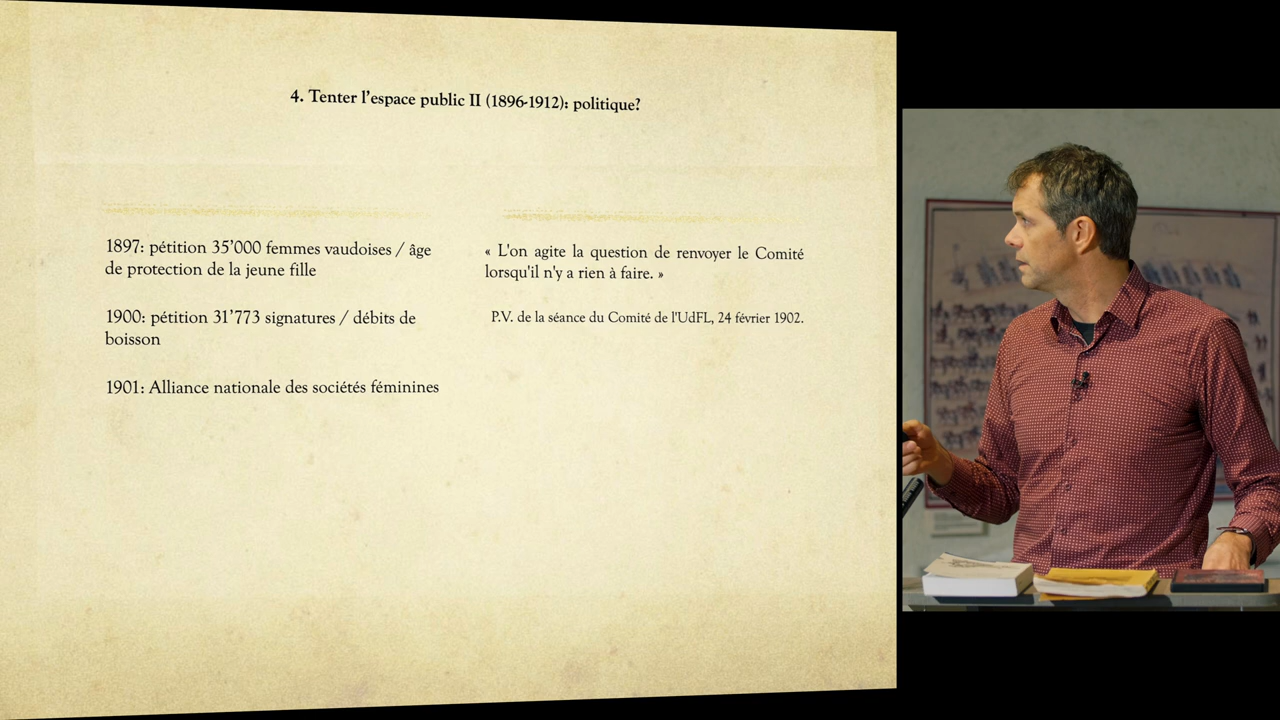 4. Tenter l'espace public II (1896-1912): politique?
1897: pétition 35'000 femmes vaudoises / âge
de protection de la jeune fille
1900: pétition 31'773 signatures / débits de
boisson
1901: Alliance nationale des sociétés féminines
« L'on agite la question de renvoyer le Comité
lorsqu'il n'y a rien à faire. »
P.V. de la séance du Comité de l'UdFL, 24 février 1902.